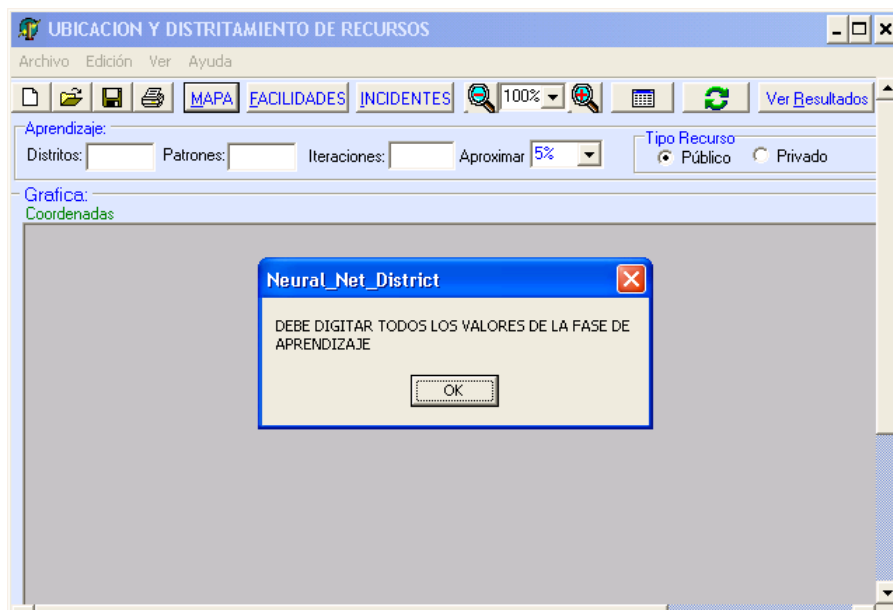 UBICACION Y DISTRITAMIENTO DE RECURSOS
Archivo Edición Ver Ayuda
MAPA FACILIDADES INCIDENTES 100% Ver Resultados
Aprendizaje:
Distritos: Patrones: Iteraciones: Aproximar 5%
Tipo Recurso
Público Privado
Grafica:
Coordenadas
Neural_Net_District
DEBE DIGITAR TODOS LOS VALORES DE LA FASE DE
APRENDIZAJE
OK